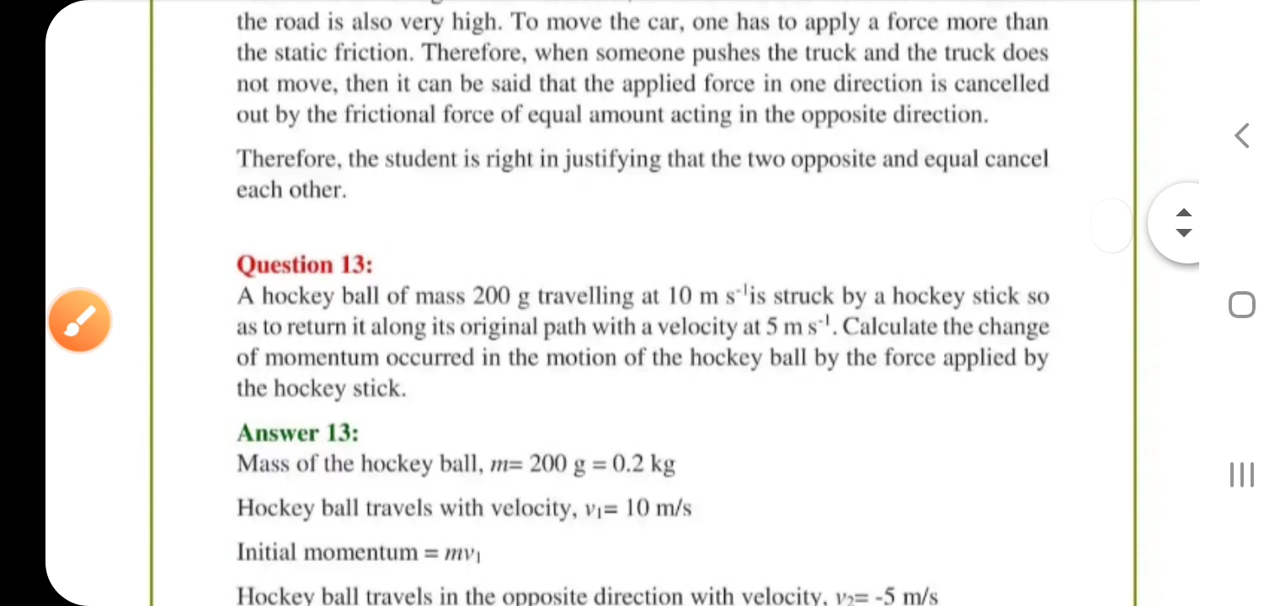 the road is also very high. To move the car, one has to apply a force more than
the static friction. Therefore, when someone pushes the truck and the truck does
not move, then it can be said that the applied force in one direction is cancelled
out by the frictional force of equal amount acting in the opposite direction.
Therefore, the student is right in justifying that the two opposite and equal cancel
each other.
Question 13:
A hockey ball of mass 200 g travelling at 10 m s⁻¹is struck by a hockey stick so
as to return it along its original path with a velocity at 5 m s⁻¹. Calculate the change
of momentum occurred in the motion of the hockey ball by the force applied by
the hockey stick.
Answer 13:
Mass of the hockey ball, m= 200 g = 0.2 kg
Hockey ball travels with velocity, v₁= 10 m/s
Initial momentum = mv₁
Hockey ball travels in the opposite direction with velocity, v₂= -5 m/s